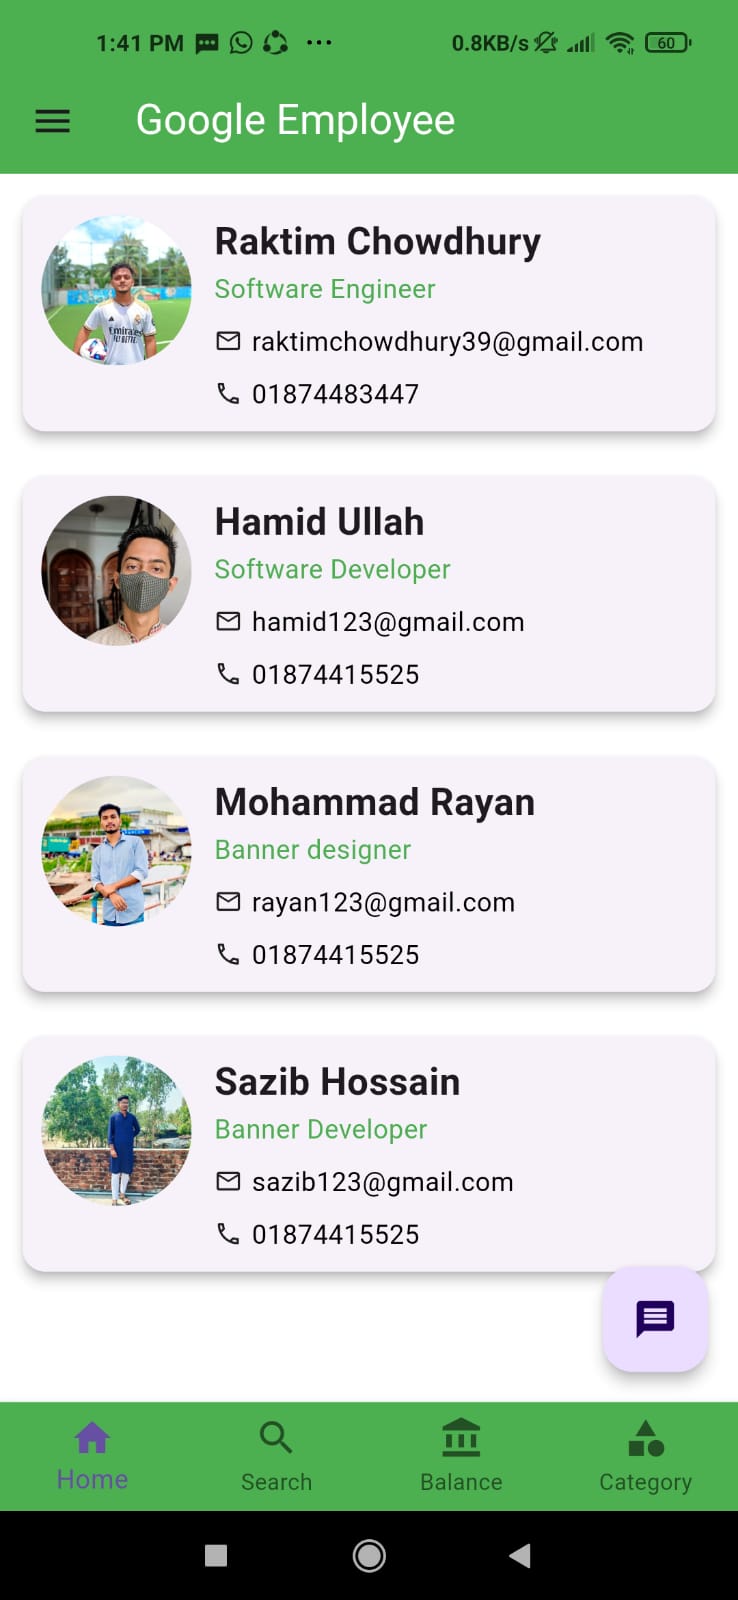 1:41 PM
0.8KB/s
60
Google Employee
Raktim Chowdhury
Software Engineer
raktimchowdhury39@gmail.com
01874483447
Hamid Ullah
Software Developer
hamid123@gmail.com
01874415525
Mohammad Rayan
Banner designer
rayan123@gmail.com
01874415525
Sazib Hossain
Banner Developer
sazib123@gmail.com
01874415525
Home
Search
Balance
Category